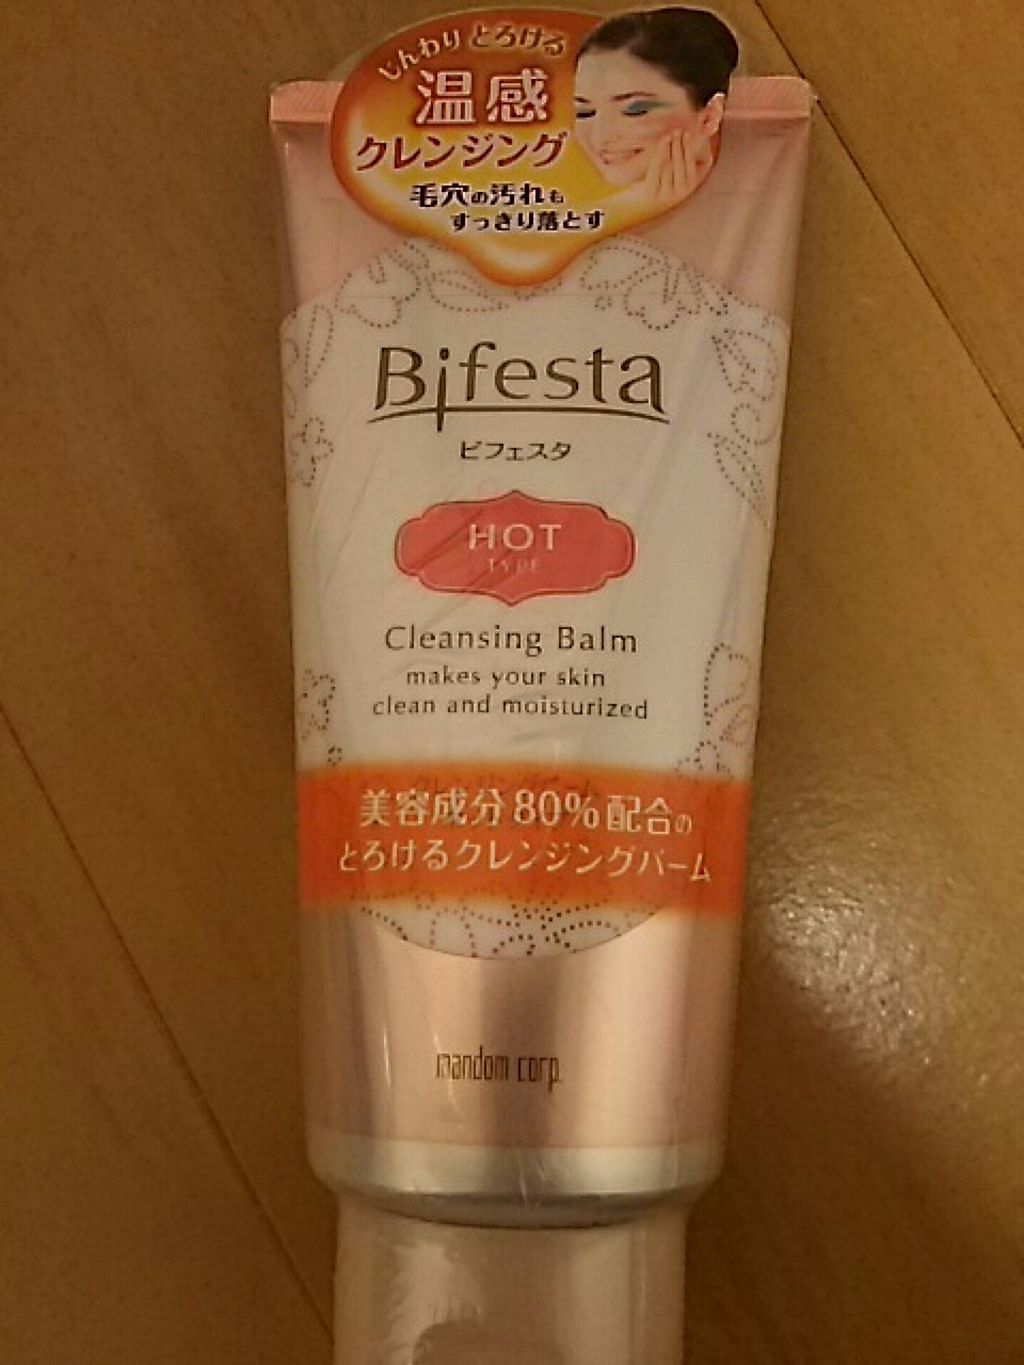 じんわりとろける
温感
クレンジング
毛穴の汚れも
すっきり落とす
Bifesta
ビフェスタ
HOT
TYPE
Cleansing Balm
makes your skin
clean and moisturized
美容成分80%配合の
とろけるクレンジングバーム
mandom corp.